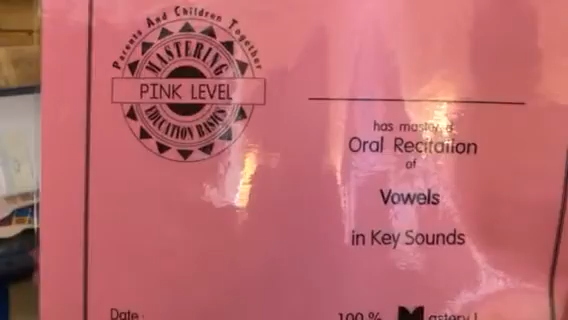 Parents And Children Together
MASTERING
PINK LEVEL
EDUCATION BASICS
has mastered
Oral Recitation
of
Vowels
in Key Sounds
Date:
100% Mastery!